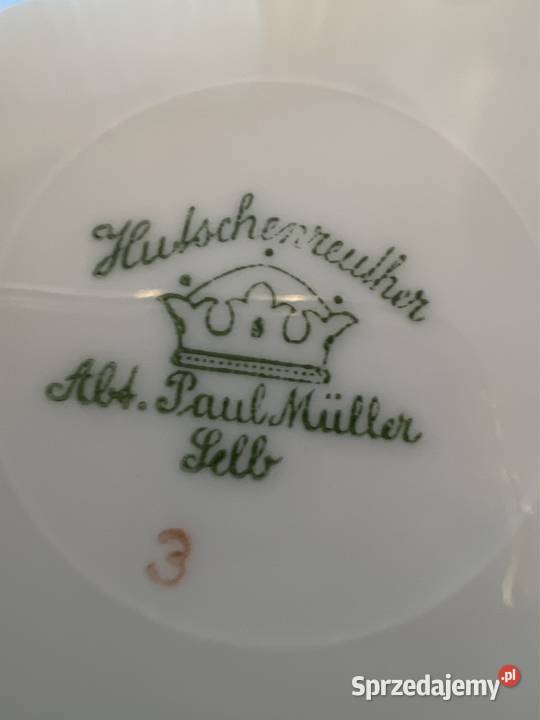 Hutschenreuther
Abt. Paul Müller
Selb
3
Sprzedajemy.pl